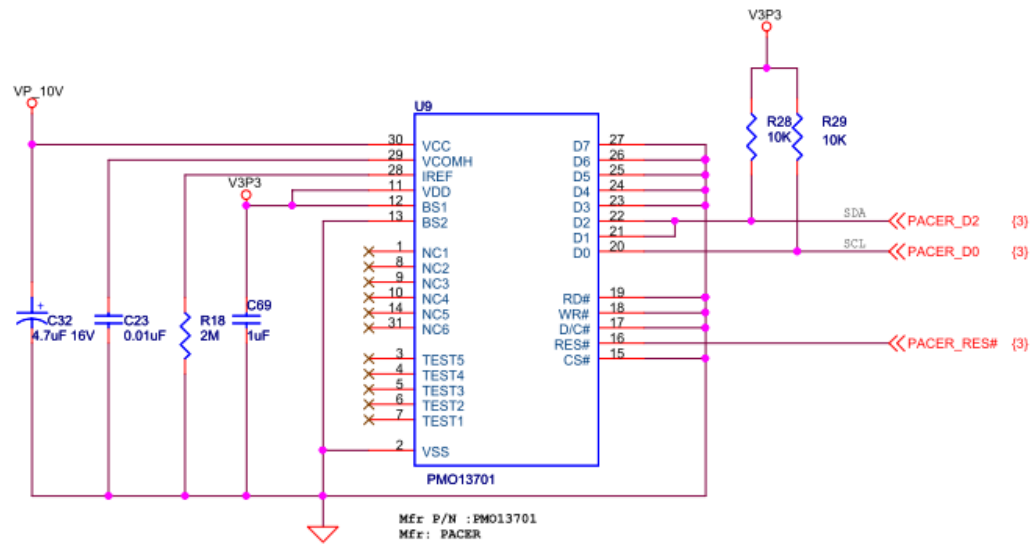 V3P3
VP_10V
U9
R28
10K
R29
10K
30 VCC D7 27
29 VCOMH D6 26
28 IREF D5 25
V3P3
11 VDD D4 24
12 BS1 D3 23
13 BS2 D2 22 SDA PACER_D2 {3}
D1 21
1 NC1 D0 20 SCL PACER_D0 {3}
8 NC2
9 NC3
10 NC4 RD# 19
14 NC5 WR# 18
31 NC6 D/C# 17
RES# 16 PACER_RES# {3}
3 TEST5 CS# 15
4 TEST4
5 TEST3
6 TEST2
7 TEST1
2 VSS
+
C32
4.7uF 16V
C23
0.01uF
R18
2M
C69
1uF
PMO13701
Mfr P/N :PMO13701
Mfr: PACER